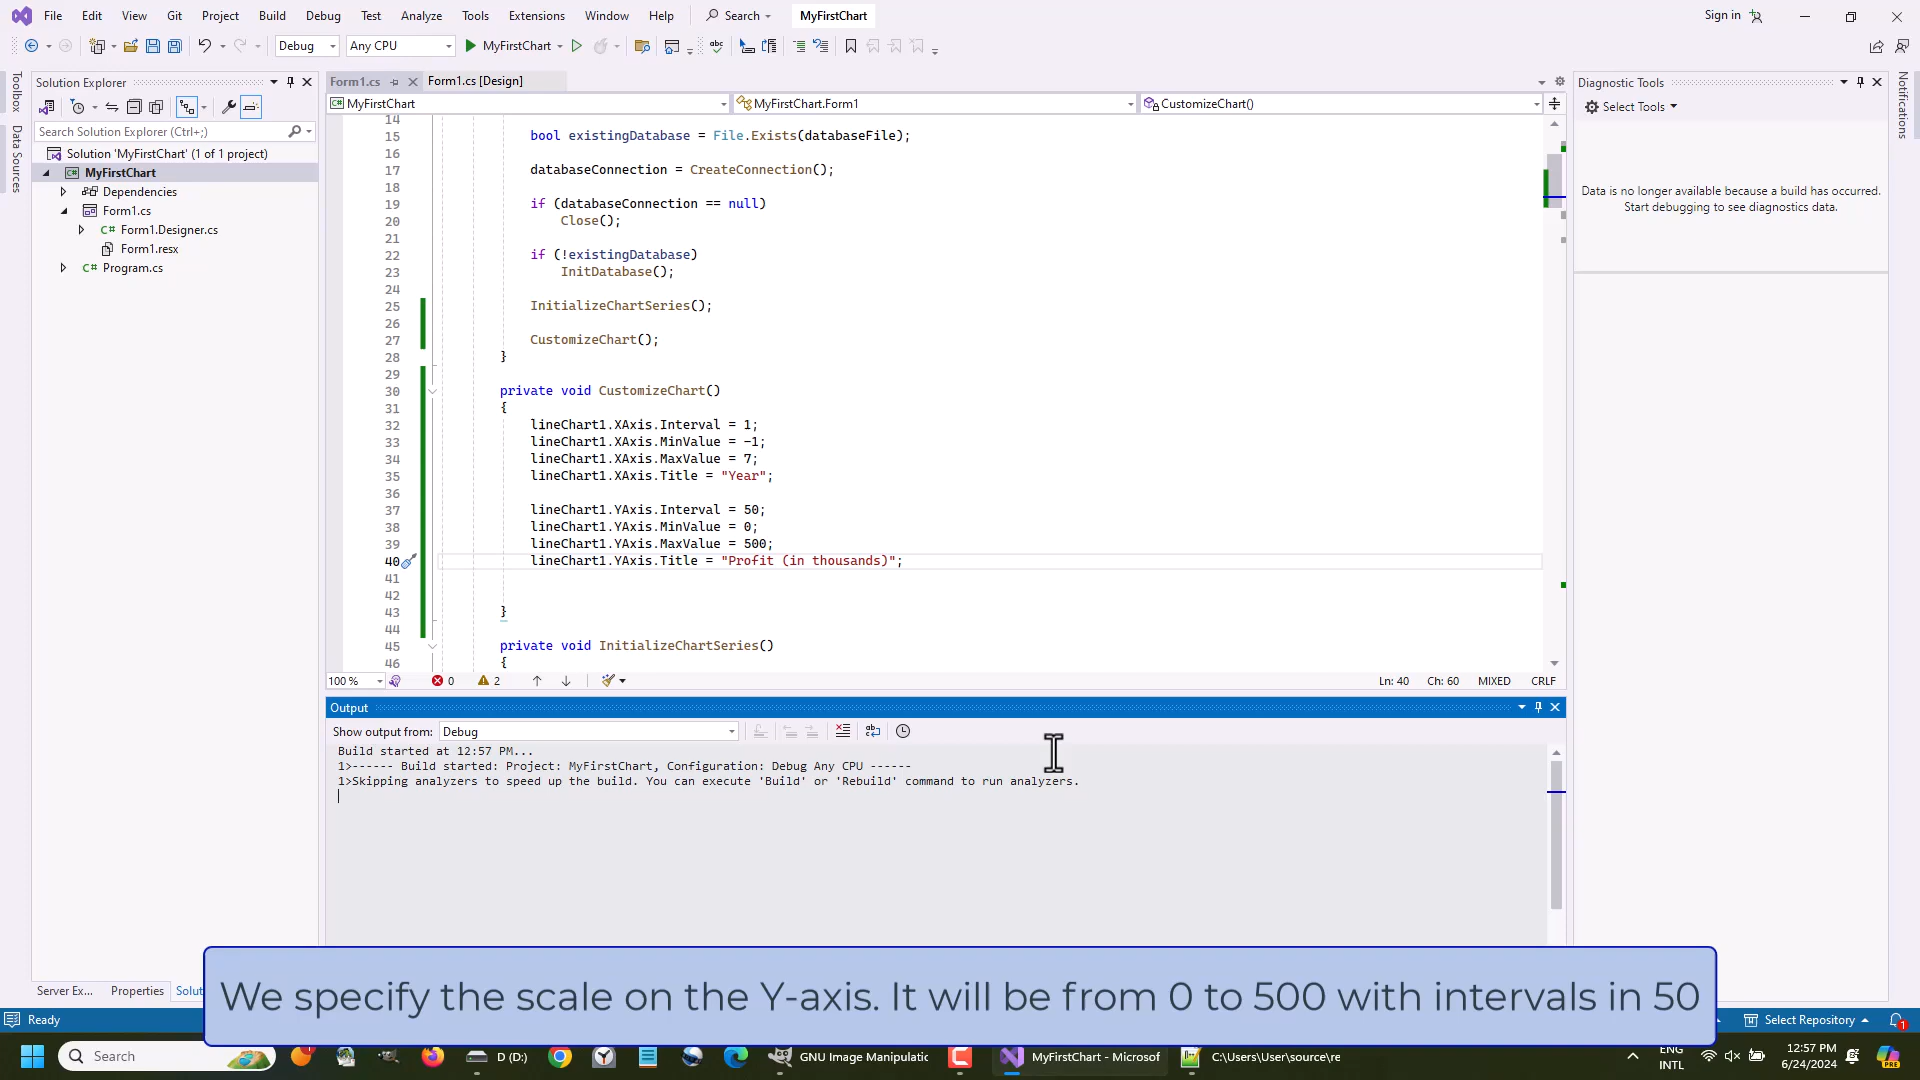 File Edit View Git Project Build Debug Test Analyze Tools Extensions Window Help Search MyFirstChart Sign in
Debug Any CPU MyFirstChart
Toolbox
Data Sources
Solution Explorer
Search Solution Explorer (Ctrl+;)
Solution 'MyFirstChart' (1 of 1 project)
MyFirstChart
Dependencies
Form1.cs
Form1.Designer.cs
Form1.resx
Program.cs
Server Ex... Properties Solut
Form1.cs Form1.cs [Design]
MyFirstChart MyFirstChart.Form1 CustomizeChart()
14
15 bool existingDatabase = File.Exists(databaseFile);
16
17 databaseConnection = CreateConnection();
18
19 if (databaseConnection == null)
20 Close();
21
22 if (!existingDatabase)
23 InitDatabase();
24
25 InitializeChartSeries();
26
27 CustomizeChart();
28 }
29
30 private void CustomizeChart()
31 {
32 lineChart1.XAxis.Interval = 1;
33 lineChart1.XAxis.MinValue = -1;
34 lineChart1.XAxis.MaxValue = 7;
35 lineChart1.XAxis.Title = "Year";
36
37 lineChart1.YAxis.Interval = 50;
38 lineChart1.YAxis.MinValue = 0;
39 lineChart1.YAxis.MaxValue = 500;
40 lineChart1.YAxis.Title = "Profit (in thousands)";
41
42
43 }
44
45 private void InitializeChartSeries()
46 {
100 % 0 2 Ln: 40 Ch: 60 MIXED CRLF
Output
Show output from: Debug
Build started at 12:57 PM...
1>------ Build started: Project: MyFirstChart, Configuration: Debug Any CPU ------
1>Skipping analyzers to speed up the build. You can execute 'Build' or 'Rebuild' command to run analyzers.
Diagnostic Tools
Select Tools
Data is no longer available because a build has occurred.
Start debugging to see diagnostics data.
Notifications
We specify the scale on the Y-axis. It will be from 0 to 500 with intervals in 50
Ready Select Repository 1
Search D (D:) GNU Image Manipulatic MyFirstChart - Microsof C:\Users\User\source\re ENG INTL 12:57 PM 6/24/2024 PRE